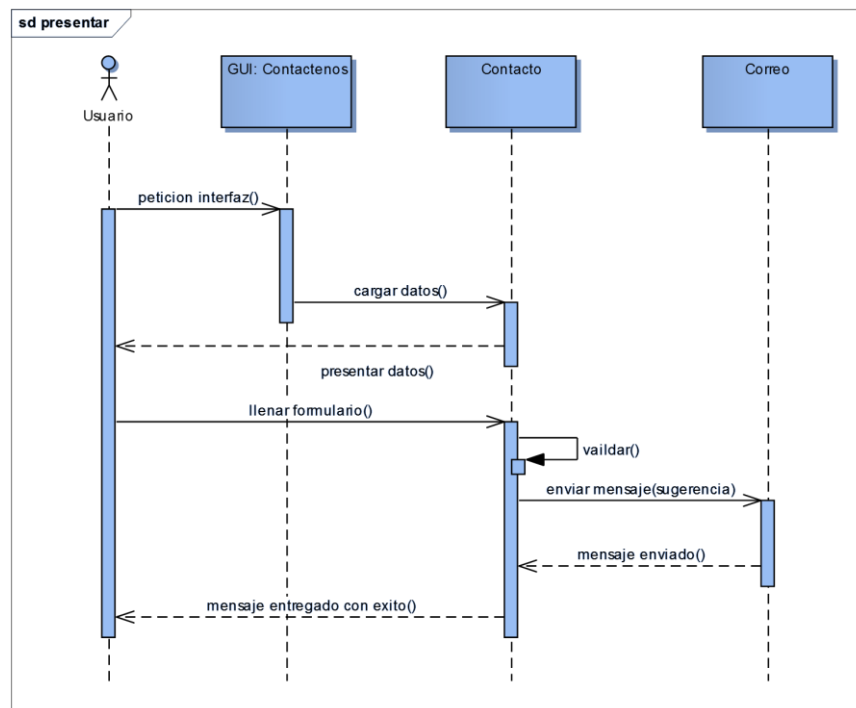 sd presentar
Usuario
GUI: Contactenos
Contacto
Correo
peticion interfaz()
cargar datos()
presentar datos()
llenar formulario()
vaildar()
enviar mensaje(sugerencia)
mensaje enviado()
mensaje entregado con exito()